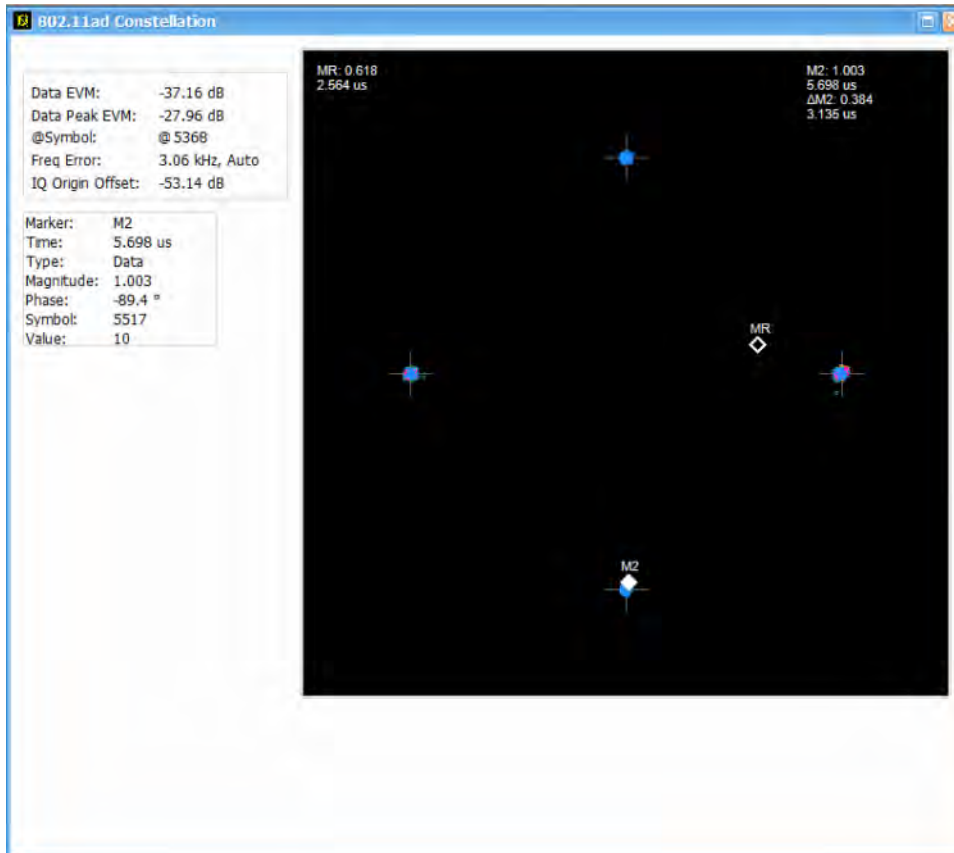 802.11ad Constellation
Data EVM: -37.16 dB
Data Peak EVM: -27.96 dB
@Symbol: @ 5368
Freq Error: 3.06 kHz, Auto
IQ Origin Offset: -53.14 dB
Marker: M2
Time: 5.698 us
Type: Data
Magnitude: 1.003
Phase: -89.4 °
Symbol: 5517
Value: 10
MR: 0.618
2.564 us
M2: 1.003
5.698 us
ΔM2: 0.384
3.135 us
MR
M2